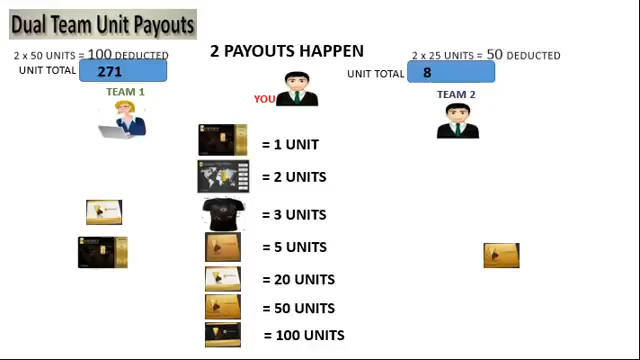 Dual Team Unit Payouts
2 x 50 UNITS = 100 DEDUCTED
2 PAYOUTS HAPPEN
2 x 25 UNITS = 50 DEDUCTED
UNIT TOTAL 271
UNIT TOTAL 8
TEAM 1
YOU
TEAM 2
= 1 UNIT
= 2 UNITS
= 3 UNITS
= 5 UNITS
= 20 UNITS
= 50 UNITS
= 100 UNITS